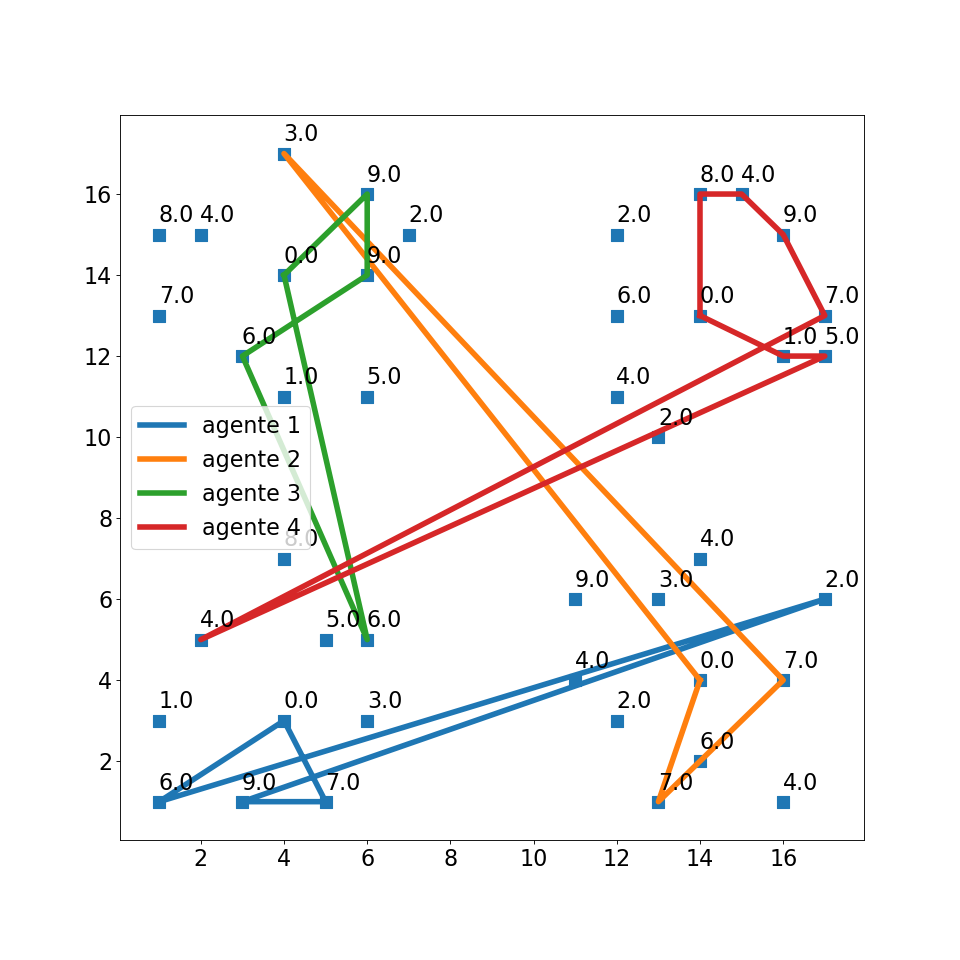 3.0
9.0
8.0 4.0
8.0 4.0 2.0 2.0 9.0
16
0.0 9.0
14
7.0 6.0 0.0 7.0
6.0 1.0 5.0
12
1.0 5.0 4.0
2.0
10
agente 1
agente 2
agente 3
agente 4
8
8.0 4.0
9.0 3.0 2.0
6
4.0 5.0 6.0
4.0 0.0 7.0
4
1.0 0.0 3.0 2.0
6.0
2
6.0 9.0 7.0 7.0 4.0
2 4 6 8 10 12 14 16